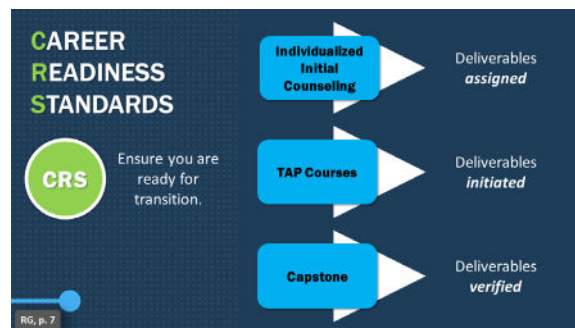 CAREER
READINESS
STANDARDS
CRS
Ensure you are
ready for
transition.
Individualized
Initial
Counseling
Deliverables
assigned
TAP Courses
Deliverables
initiated
Capstone
Deliverables
verified
RG, p. 7